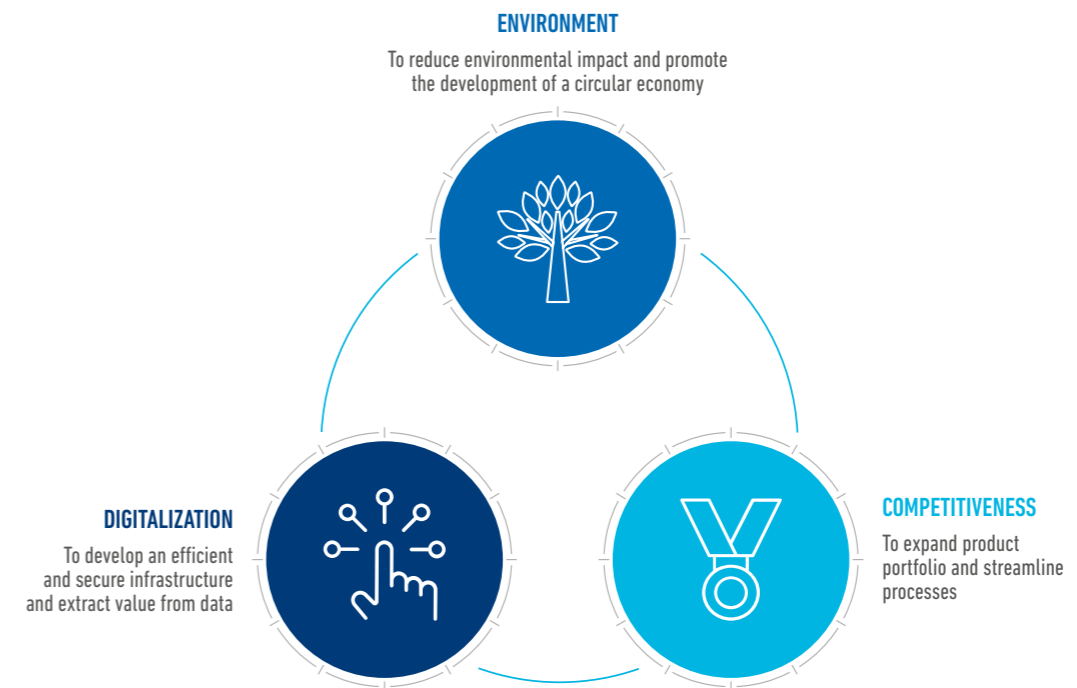 ENVIRONMENT
To reduce environmental impact and promote
the development of a circular economy
DIGITALIZATION
To develop an efficient
and secure infrastructure
and extract value from data
COMPETITIVENESS
To expand product
portfolio and streamline
processes